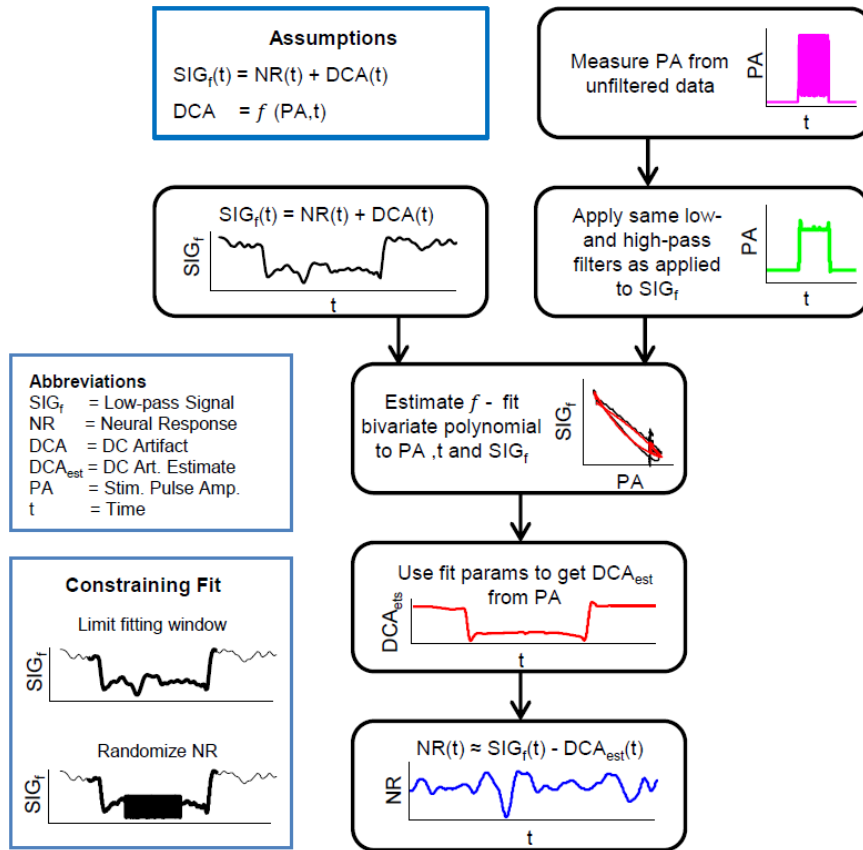 Assumptions
SIGf(t) = NR(t) + DCA(t)
DCA = f (PA,t)
Measure PA from
unfiltered data
PA
t
SIGf(t) = NR(t) + DCA(t)
SIGf
t
Apply same low-
and high-pass
filters as applied
to SIGf
PA
t
Abbreviations
SIGf = Low-pass Signal
NR = Neural Response
DCA = DC Artifact
DCAest = DC Art. Estimate
PA = Stim. Pulse Amp.
t = Time
Estimate f - fit
bivariate polynomial
to PA ,t and SIGf
SIGf
PA
Use fit params to get DCAest
from PA
DCAets
t
Constraining Fit
Limit fitting window
SIGf
Randomize NR
SIGf
NR(t) ≈ SIGf(t) - DCAest(t)
NR
t